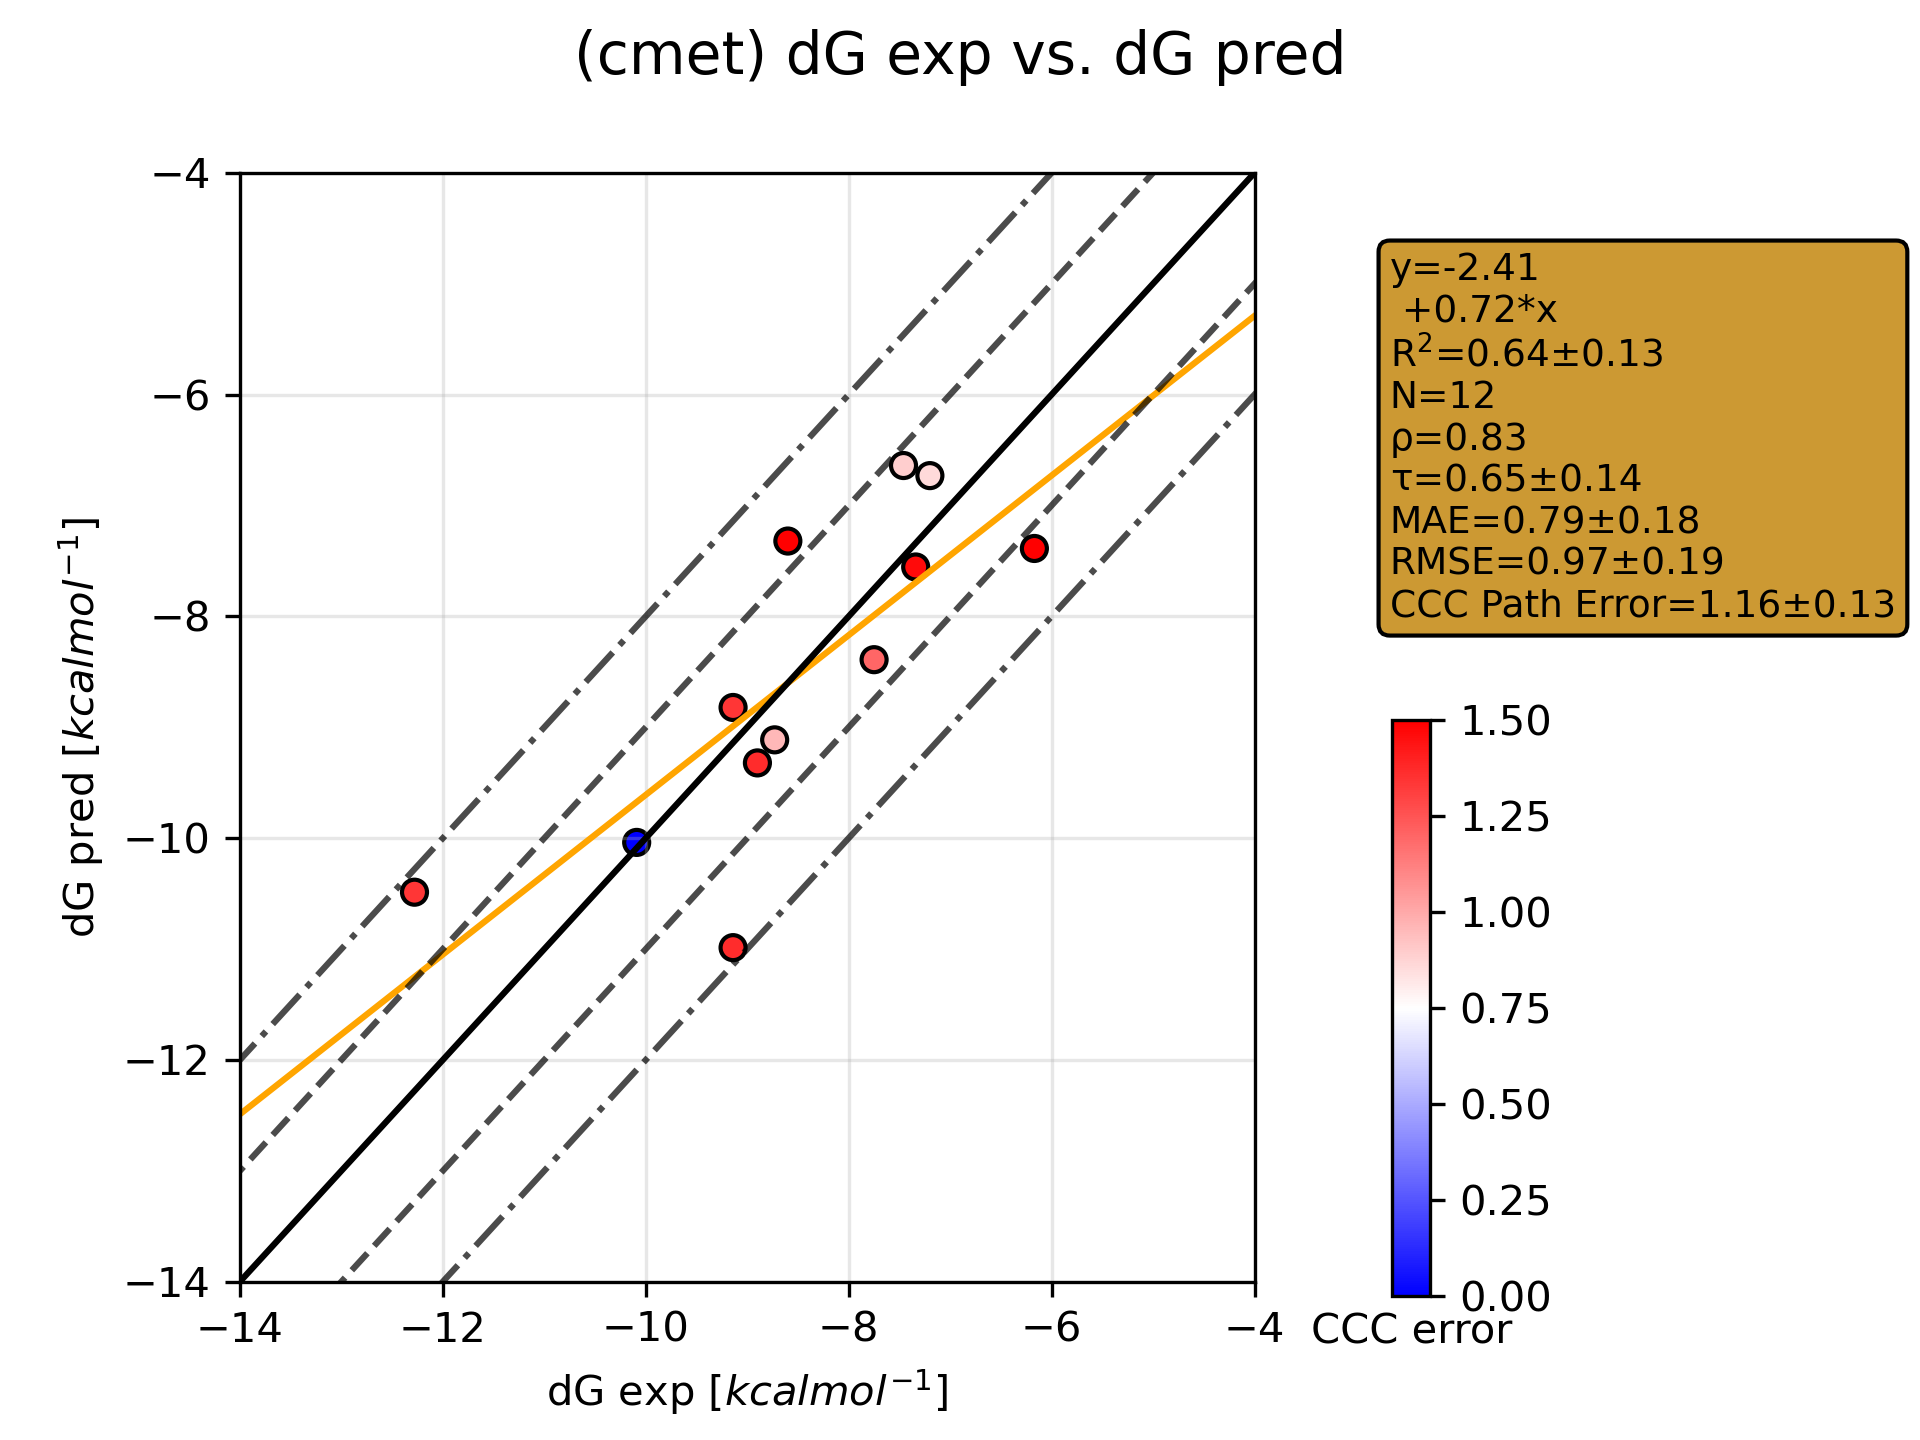 (cmet) dG exp vs. dG pred
−4
−6
−8
−10
−12
−14
dG pred [kcalmol⁻¹]
−14 −12 −10 −8 −6 −4
dG exp [kcalmol⁻¹]
y=-2.41
+0.72*x
R²=0.64±0.13
N=12
ρ=0.83
τ=0.65±0.14
MAE=0.79±0.18
RMSE=0.97±0.19
CCC Path Error=1.16±0.13
1.50
1.25
1.00
0.75
0.50
0.25
0.00
CCC error